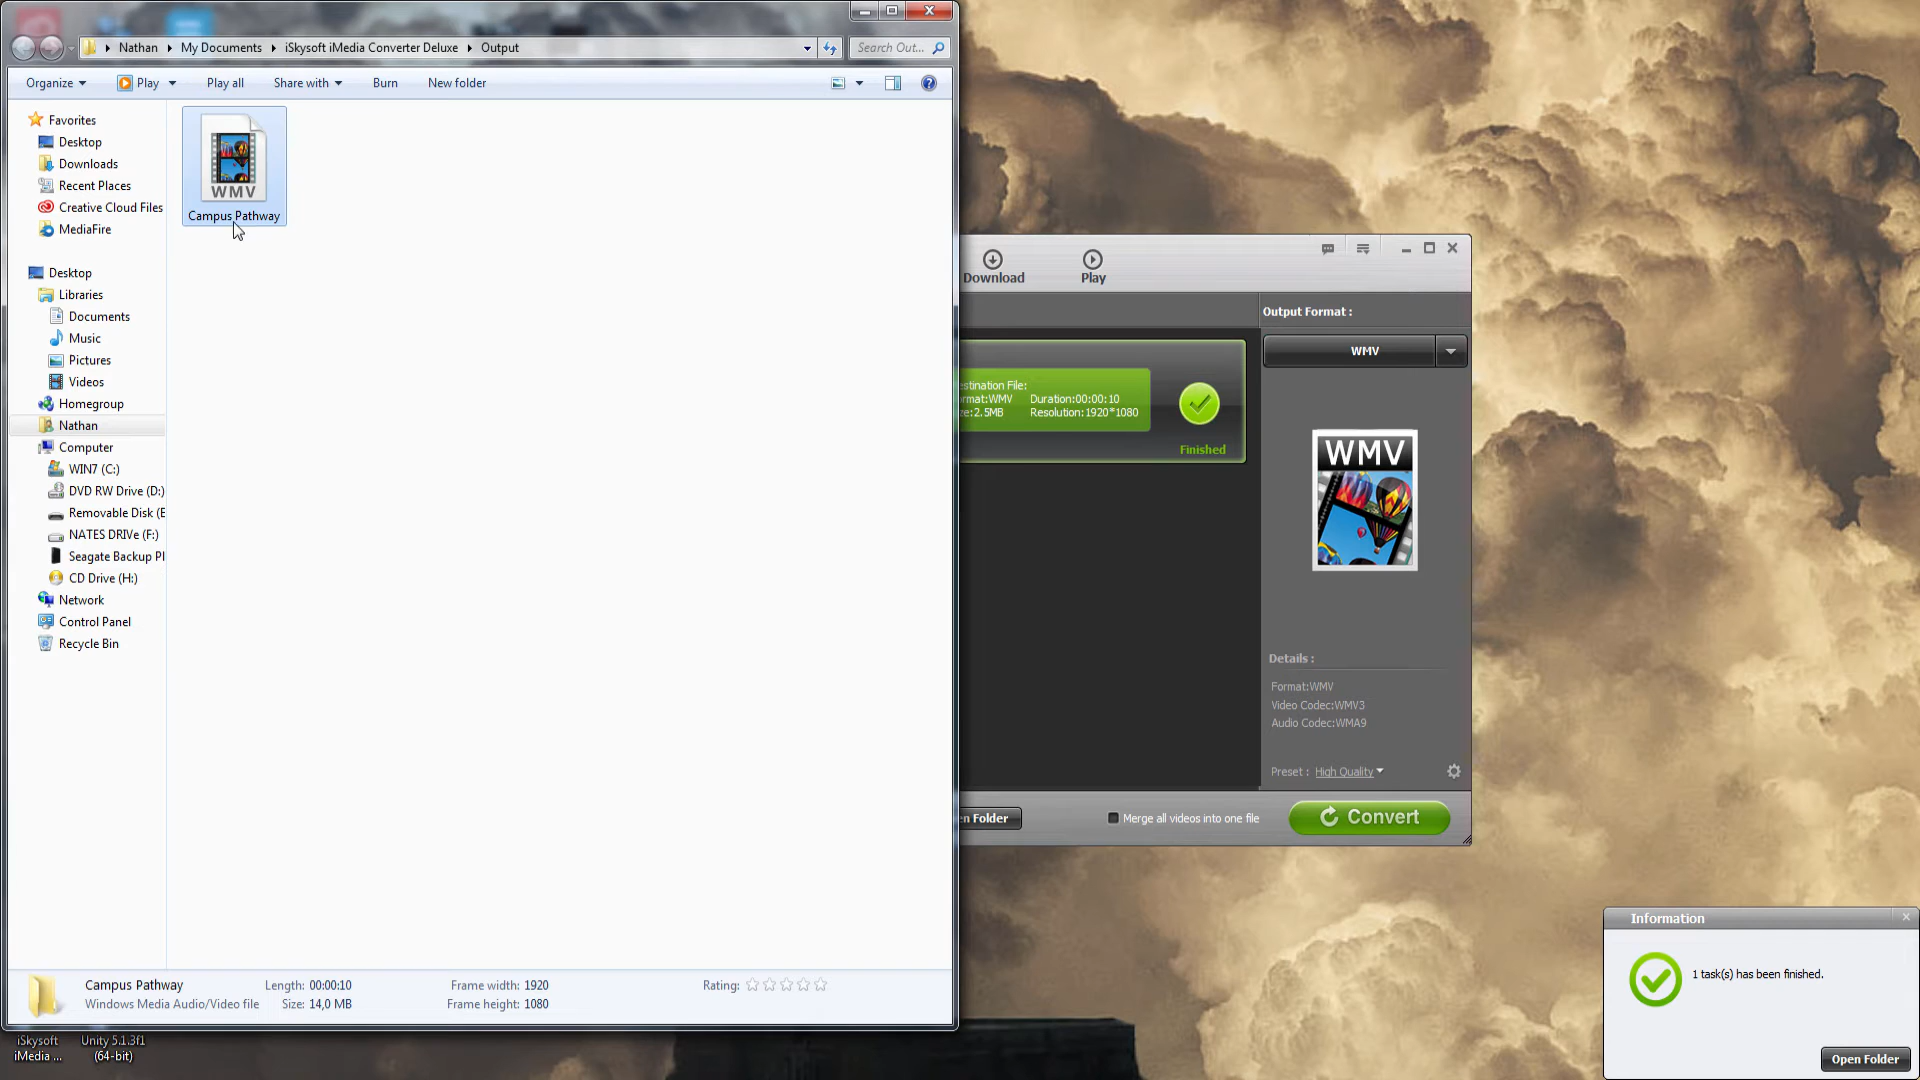 Nathan
My Documents
iSkysoft iMedia Converter Deluxe
Output
Search Out...
Organize
Play
Play all
Share with
Burn
New folder
Favorites
Desktop
Downloads
Recent Places
Creative Cloud Files
MediaFire
Desktop
Libraries
Documents
Music
Pictures
Videos
Homegroup
Nathan
Computer
WIN7 (C:)
DVD RW Drive (D:)
Removable Disk (E
NATES DRIVe (F:)
Seagate Backup Pl
CD Drive (H:)
Network
Control Panel
Recycle Bin
WMV
Campus Pathway
Campus Pathway
Windows Media Audio/Video file
Length: 00:00:10
Size: 14,0 MB
Frame width: 1920
Frame height: 1080
Rating:
Download
Play
Output Format :
WMV
estination File:
rmat:WMV Duration:00:00:10
ze:2.5MB Resolution:1920*1080
Finished
WMV
Details :
Format:WMV
Video Codec:WMV3
Audio Codec:WMA9
Preset : High Quality
en Folder
Merge all videos into one file
Convert
Information
1 task(s) has been finished.
Open Folder
iSkysoft
iMedia ...
Unity 5.1.3f1
(64-bit)